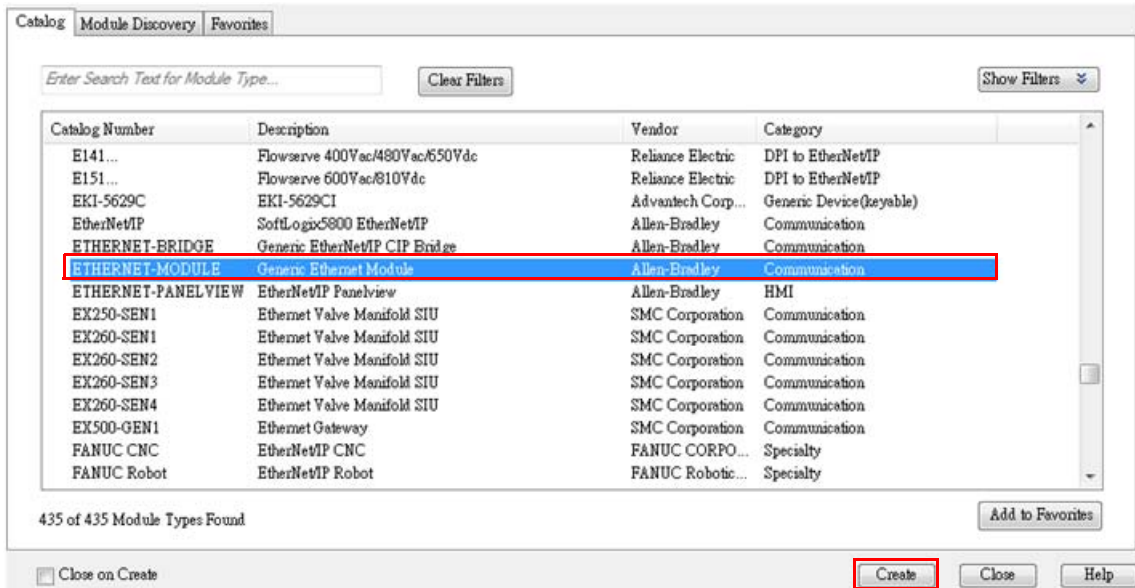 Catalog Module Discovery Favorites
Enter Search Text for Module Type... Clear Filters Show Filters
Catalog Number Description Vendor Category
E141... Flowserve 400Vac/480Vac/650Vdc Reliance Electric DPI to EtherNet/IP
E151... Flowserve 600Vac/810Vdc Reliance Electric DPI to EtherNet/IP
EKI-5629C EKI-5629CI Advantech Corp... Generic Device(keyable)
EtherNet/IP SoftLogix5800 EtherNet/IP Allen-Bradley Communication
ETHERNET-BRIDGE Generic EtherNet/IP CIP Bridge Allen-Bradley Communication
ETHERNET-MODULE Generic Ethernet Module Allen-Bradley Communication
ETHERNET-PANELVIEW EtherNet/IP Panelview Allen-Bradley HMI
EX250-SEN1 Ethernet Valve Manifold SIU SMC Corporation Communication
EX260-SEN1 Ethernet Valve Manifold SIU SMC Corporation Communication
EX260-SEN2 Ethernet Valve Manifold SIU SMC Corporation Communication
EX260-SEN3 Ethernet Valve Manifold SIU SMC Corporation Communication
EX260-SEN4 Ethernet Valve Manifold SIU SMC Corporation Communication
EX500-GEN1 Ethernet Gateway SMC Corporation Communication
FANUC CNC EtherNet/IP CNC FANUC CORPO... Specialty
FANUC Robot EtherNet/IP Robot FANUC Robotic... Specialty
435 of 435 Module Types Found Add to Favorites
Close on Create Create Close Help